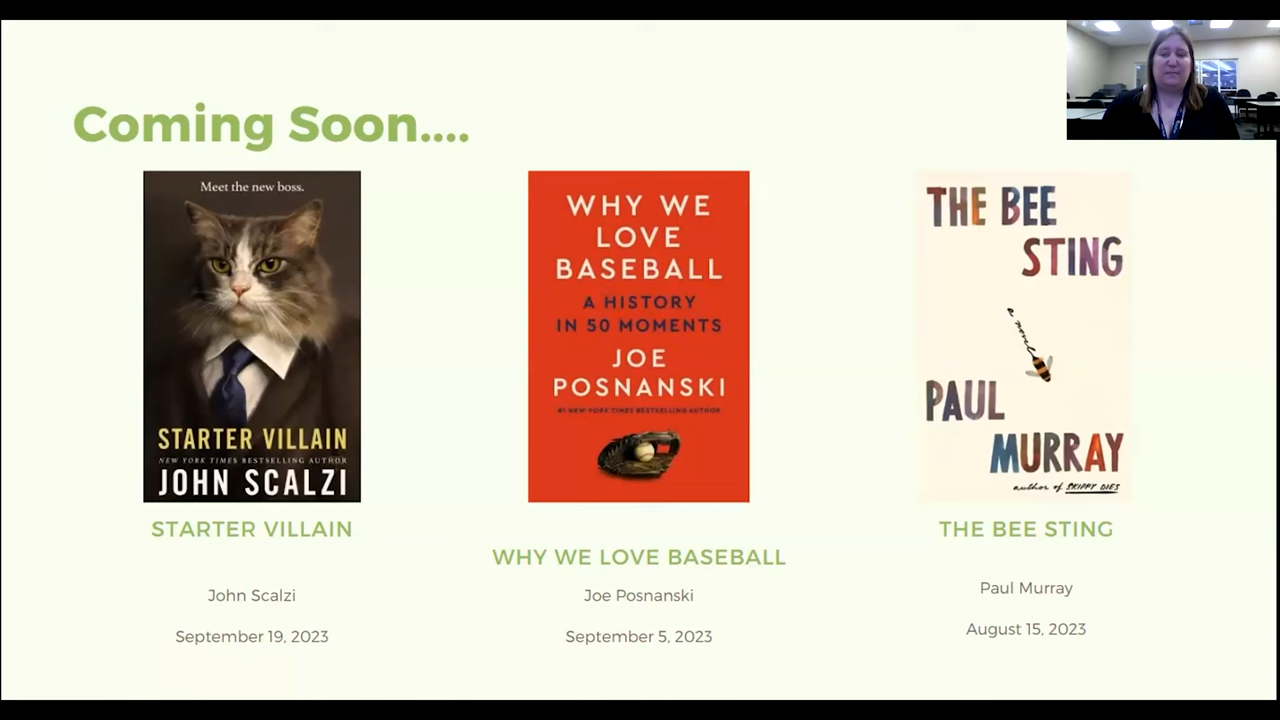 Coming Soon....
Meet the new boss.
STARTER VILLAIN
NEW YORK TIMES BESTSELLING AUTHOR
JOHN SCALZI
STARTER VILLAIN
John Scalzi
September 19, 2023
WHY WE
LOVE
BASEBALL
A HISTORY
IN 50 MOMENTS
JOE
POSNANSKI
#1 NEW YORK TIMES BESTSELLING AUTHOR
WHY WE LOVE BASEBALL
Joe Posnanski
September 5, 2023
THE BEE
STING
a novel
PAUL
MURRAY
author of SKIPPY DIES
THE BEE STING
Paul Murray
August 15, 2023